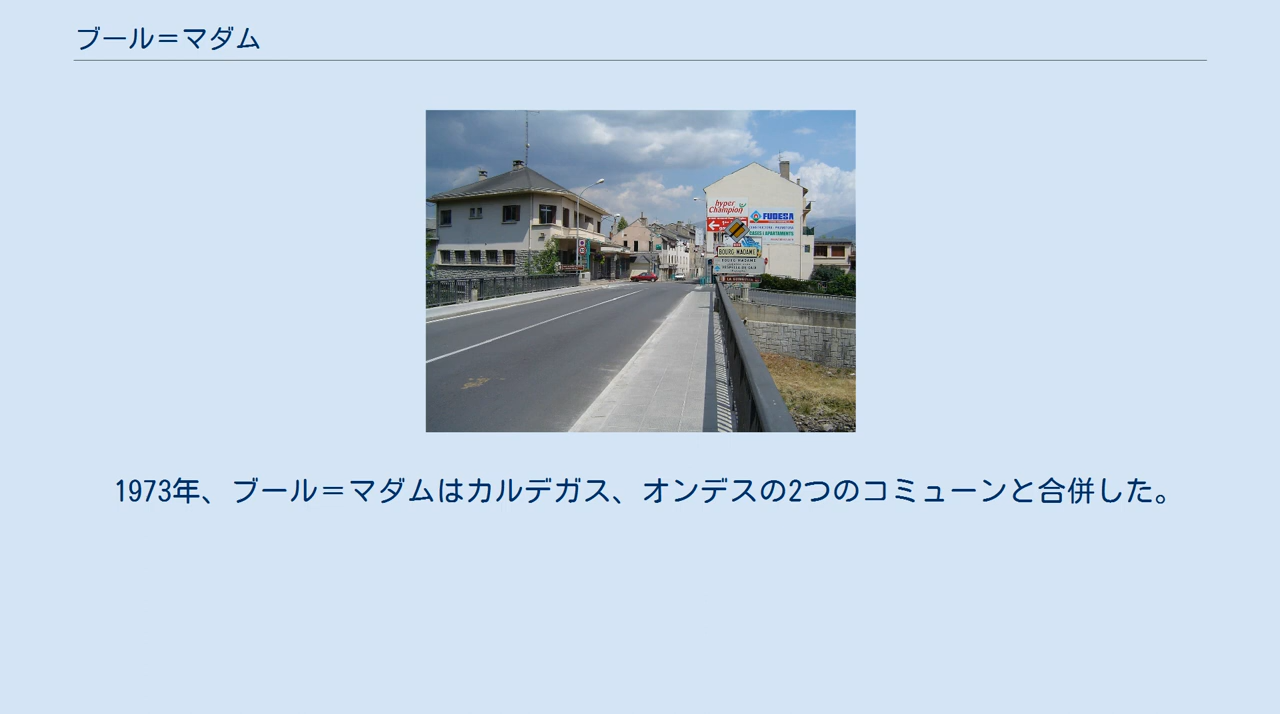 ブール＝マダム
hyper
Champion
FUDESA
CASES I APARTAMENTS
BOURG-MADAME
1973年、ブール＝マダムはカルデガス、オンデスの2つのコミューンと合併した。